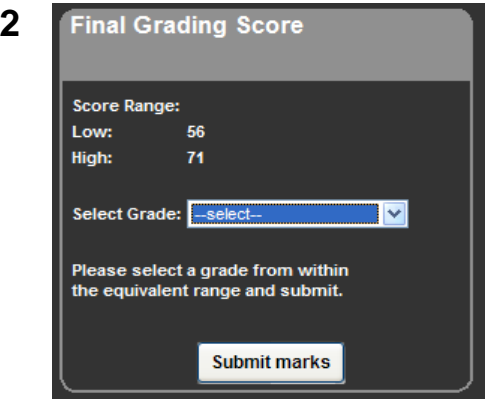 2
Final Grading Score
Score Range:
Low: 56
High: 71
Select Grade: --select--
Please select a grade from within
the equivalent range and submit.
Submit marks